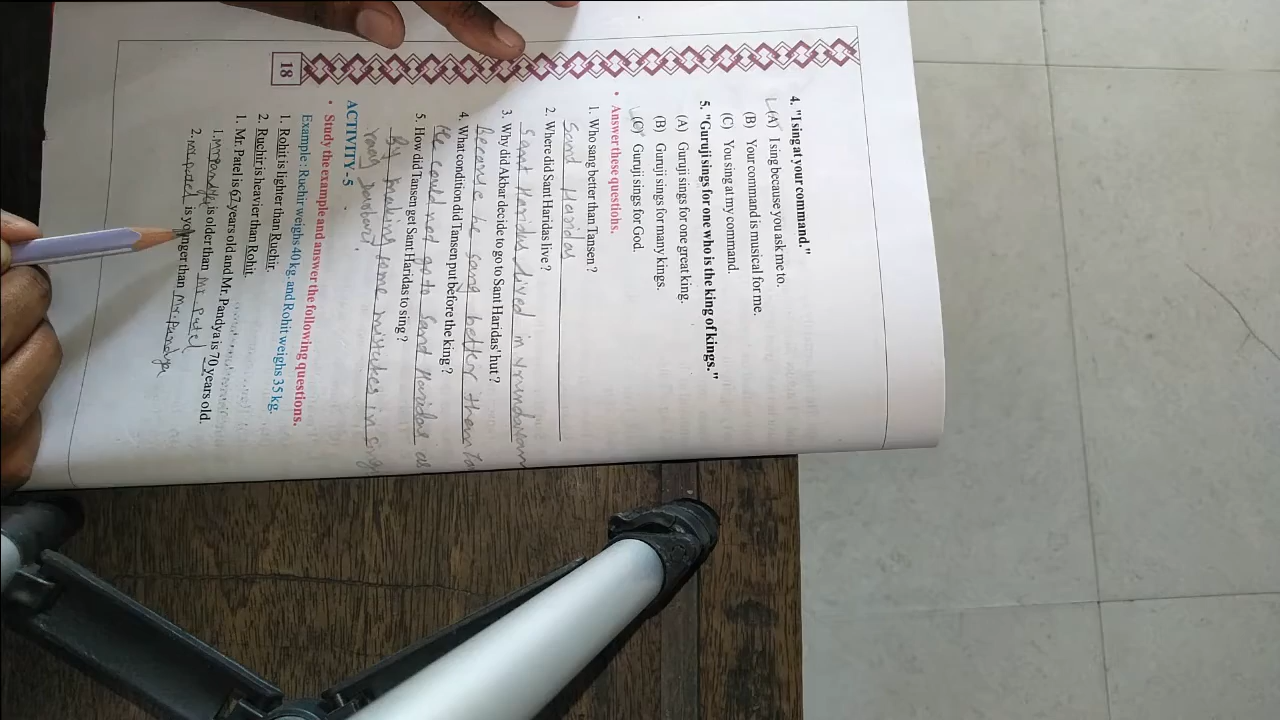 4. "I sing at your command."
(A) I sing because you ask me to.
(B) Your command is musical for me.
(C) You sing at my command.
5. "Guruji sings for one who is the king of kings."
(A) Guruji sings for one great king.
(B) Guruji sings for many kings.
(C) Guruji sings for God.
• Answer these questions.
1. Who sang better than Tansen?
Sant Haridas
2. Where did Sant Haridas live?
Sant Haridas lived in Vrundavan
3. Why did Akbar decide to go to Sant Haridas' hut?
Because he sang better than
4. What condition did Tansen put before the king?
He could not go to Sant Haridas as
5. How did Tansen get Sant Haridas to sing?
By making some mistakes in
ACTIVITY - 5
• Study the example and answer the following questions.
Example : Ruchir weighs 40 kg. and Rohit weighs 35 kg.
1. Rohit is lighter than Ruchir.
2. Ruchir is heavier than Rohit.
1. Mr. Patel is 67 years old and Mr. Pandya is 70 years old.
1. Mr Pandya is older than Mr Patel
2. Mr Patel is younger than Mr. Pandya
18